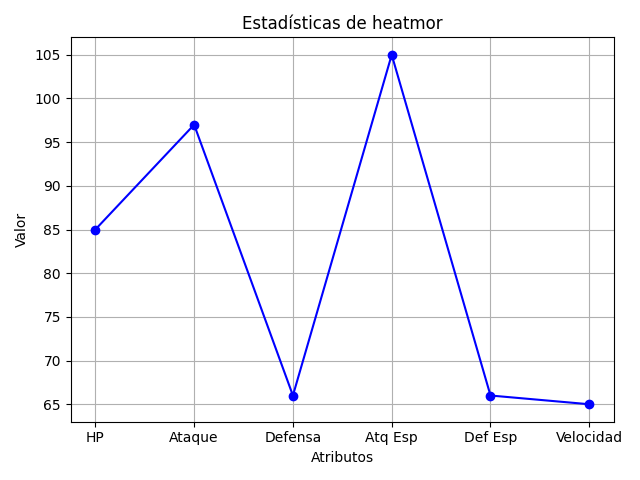 Estadísticas de heatmor
Valor
105
100
95
90
85
80
75
70
65
HP Ataque Defensa Atq Esp Def Esp Velocidad
Atributos